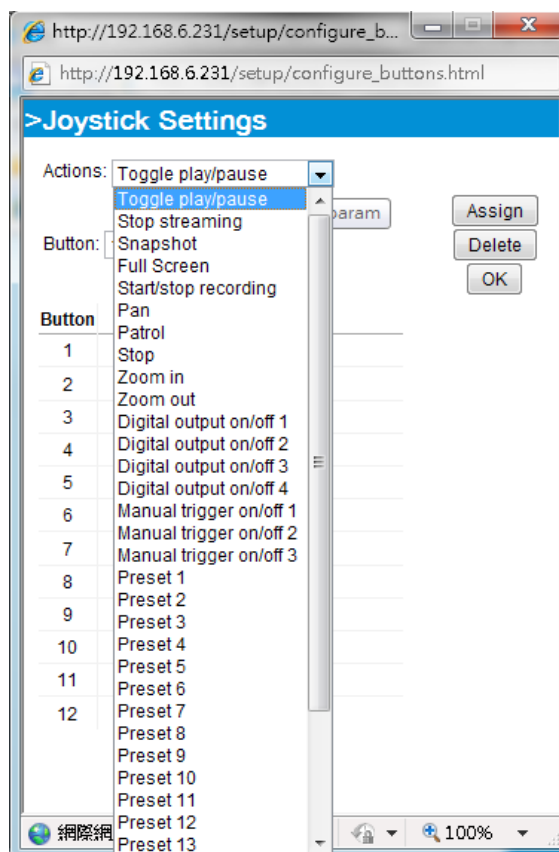 http://192.168.6.231/setup/configure_b...
http://192.168.6.231/setup/configure_buttons.html
>Joystick Settings
Actions: Toggle play/pause
Toggle play/pause
param
Assign
Stop streaming
Button:
Snapshot
Delete
Full Screen
OK
Start/stop recording
Button
Pan
Patrol
1
Stop
2
Zoom in
Zoom out
3
Digital output on/off 1
4
Digital output on/off 2
Digital output on/off 3
5
Digital output on/off 4
6
Manual trigger on/off 1
Manual trigger on/off 2
7
Manual trigger on/off 3
8
Preset 1
Preset 2
9
Preset 3
10
Preset 4
Preset 5
11
Preset 6
12
Preset 7
Preset 8
Preset 9
Preset 10
Preset 11
Preset 12
Preset 13
網際網
100%